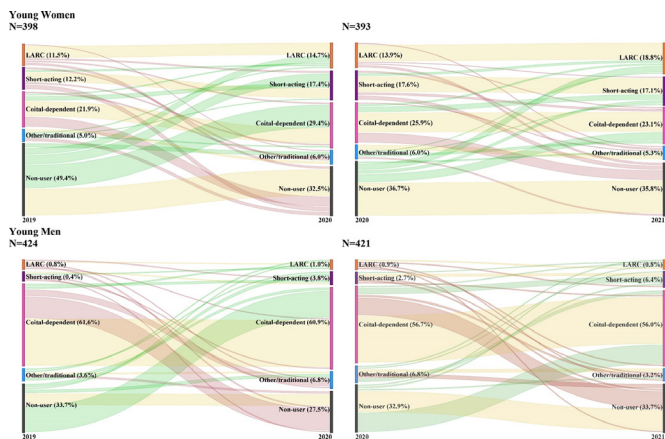 Young Women
N=398
LARC (11.5%)
Short-acting (12.2%)
Coital-dependent (21.9%)
Other/traditional (5.0%)
Non-user (49.4%)
2019
LARC (14.7%)
Short-acting (17.4%)
Coital-dependent (29.4%)
Other/traditional (6.0%)
Non-user (32.5%)
2020
N=393
LARC (13.9%)
Short-acting (17.6%)
Coital-dependent (25.9%)
Other/traditional (6.0%)
Non-user (36.7%)
2020
LARC (18.8%)
Short-acting (17.1%)
Coital-dependent (23.1%)
Other/traditional (5.3%)
Non-user (35.8%)
2021
Young Men
N=424
LARC (0.8%)
Short-acting (0.4%)
Coital-dependent (61.6%)
Other/traditional (3.6%)
Non-user (33.7%)
2019
LARC (1.0%)
Short-acting (3.8%)
Coital-dependent (60.9%)
Other/traditional (6.8%)
Non-user (27.5%)
2020
N=421
LARC (0.9%)
Short-acting (2.7%)
Coital-dependent (56.7%)
Other/traditional (6.8%)
Non-user (32.9%)
2020
LARC (0.8%)
Short-acting (6.4%)
Coital-dependent (56.0%)
Other/traditional (3.2%)
Non-user (33.7%)
2021